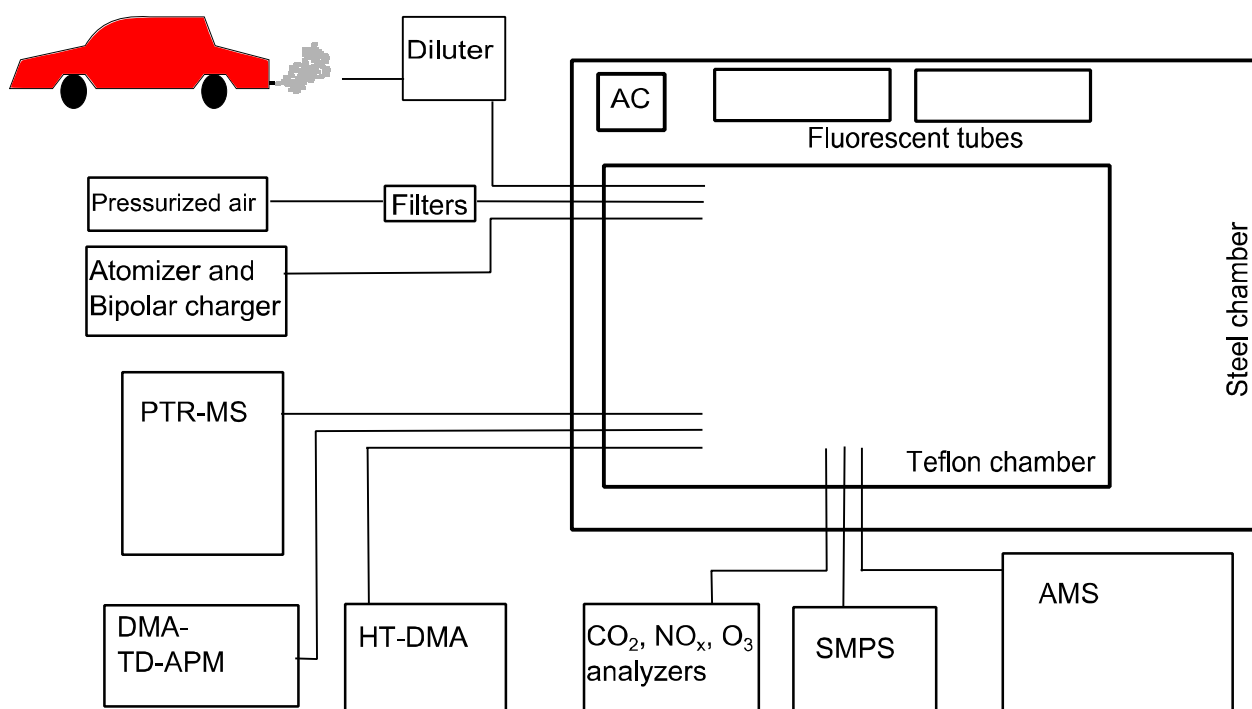 Diluter
AC
Fluorescent tubes
Pressurized air
Filters
Atomizer and
Bipolar charger
Steel chamber
PTR-MS
Teflon chamber
DMA-
TD-APM
HT-DMA
CO₂, NOₓ, O₃
analyzers
SMPS
AMS